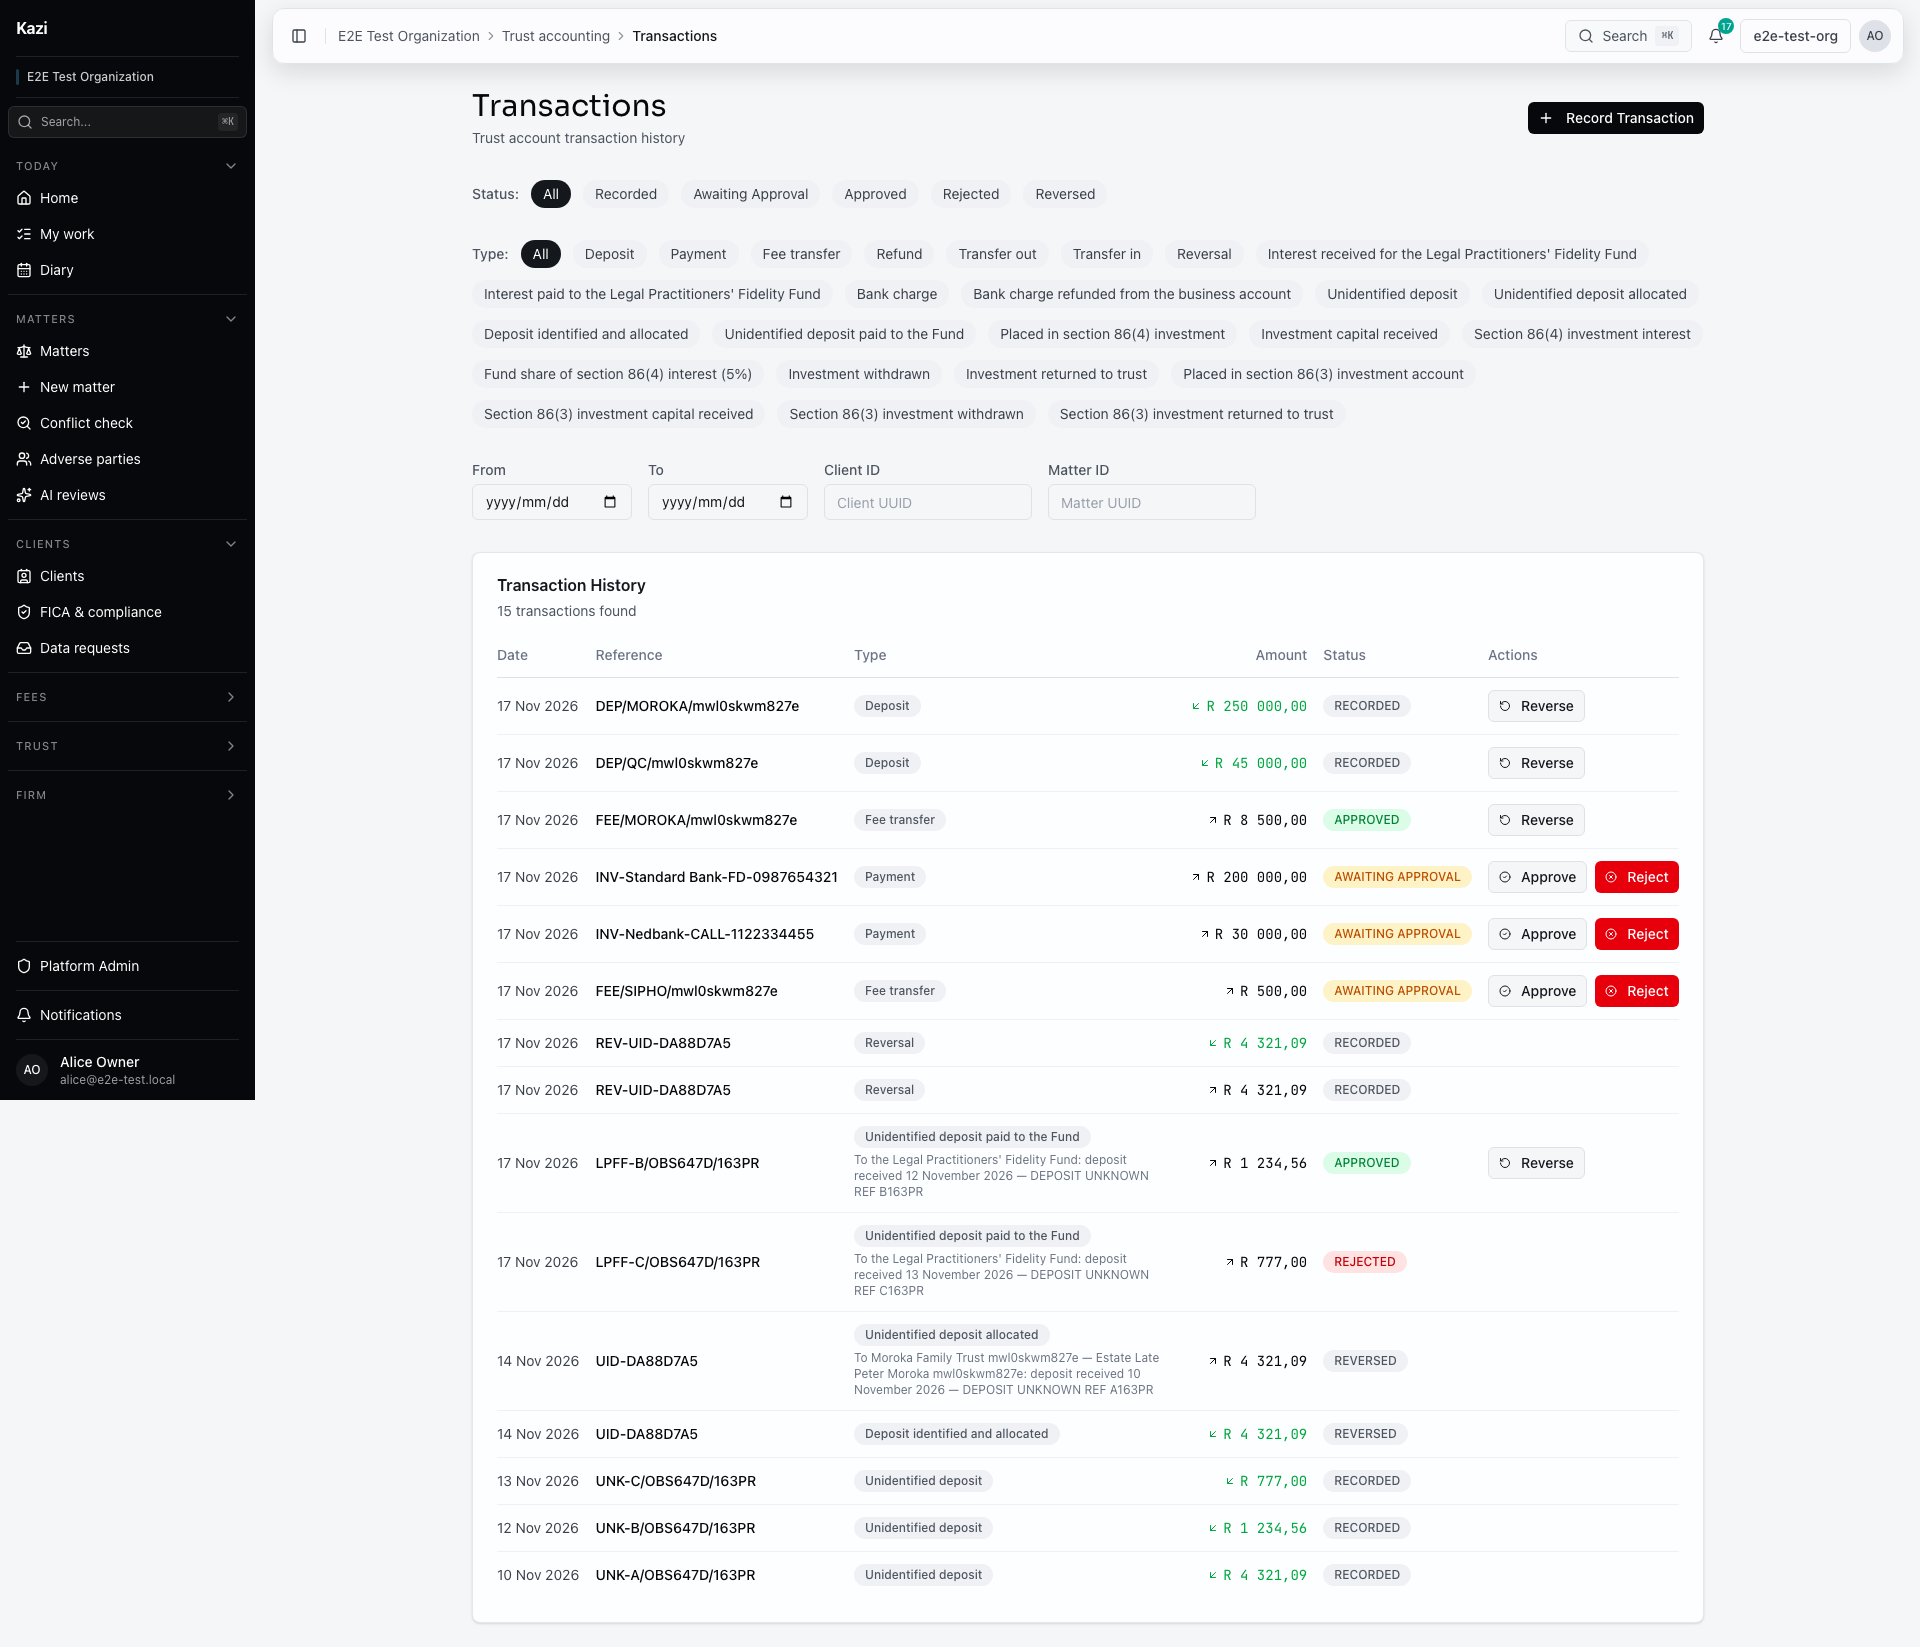 Kazi
E2E Test Organization
Search... ⌘K
TODAY
Home
My work
Diary
MATTERS
Matters
New matter
Conflict check
Adverse parties
AI reviews
CLIENTS
Clients
FICA & compliance
Data requests
FEES
TRUST
FIRM
Platform Admin
Notifications
AO Alice Owner
alice@e2e-test.local
E2E Test Organization > Trust accounting > Transactions
Search ⌘K 17 e2e-test-org AO
Transactions
Trust account transaction history
Record Transaction
Status: All Recorded Awaiting Approval Approved Rejected Reversed
Type: All Deposit Payment Fee transfer Refund Transfer out Transfer in Reversal Interest received for the Legal Practitioners' Fidelity Fund
Interest paid to the Legal Practitioners' Fidelity Fund Bank charge Bank charge refunded from the business account Unidentified deposit Unidentified deposit allocated
Deposit identified and allocated Unidentified deposit paid to the Fund Placed in section 86(4) investment Investment capital received Section 86(4) investment interest
Fund share of section 86(4) interest (5%) Investment withdrawn Investment returned to trust Placed in section 86(3) investment account
Section 86(3) investment capital received Section 86(3) investment withdrawn Section 86(3) investment returned to trust
From To Client ID Matter ID
yyyy/mm/dd yyyy/mm/dd Client UUID Matter UUID
Transaction History
15 transactions found
Date Reference Type Amount Status Actions
17 Nov 2026 DEP/MOROKA/mwl0skwm827e Deposit R 250 000,00 RECORDED Reverse
17 Nov 2026 DEP/QC/mwl0skwm827e Deposit R 45 000,00 RECORDED Reverse
17 Nov 2026 FEE/MOROKA/mwl0skwm827e Fee transfer R 8 500,00 APPROVED Reverse
17 Nov 2026 INV-Standard Bank-FD-0987654321 Payment R 200 000,00 AWAITING APPROVAL Approve Reject
17 Nov 2026 INV-Nedbank-CALL-1122334455 Payment R 30 000,00 AWAITING APPROVAL Approve Reject
17 Nov 2026 FEE/SIPHO/mwl0skwm827e Fee transfer R 500,00 AWAITING APPROVAL Approve Reject
17 Nov 2026 REV-UID-DA88D7A5 Reversal R 4 321,09 RECORDED
17 Nov 2026 REV-UID-DA88D7A5 Reversal R 4 321,09 RECORDED
17 Nov 2026 LPFF-B/OBS647D/163PR Unidentified deposit paid to the Fund R 1 234,56 APPROVED Reverse
To the Legal Practitioners' Fidelity Fund: deposit
received 12 November 2026 — DEPOSIT UNKNOWN
REF B163PR
17 Nov 2026 LPFF-C/OBS647D/163PR Unidentified deposit paid to the Fund R 777,00 REJECTED
To the Legal Practitioners' Fidelity Fund: deposit
received 13 November 2026 — DEPOSIT UNKNOWN
REF C163PR
14 Nov 2026 UID-DA88D7A5 Unidentified deposit allocated R 4 321,09 REVERSED
To Moroka Family Trust mwl0skwm827e — Estate Late
Peter Moroka mwl0skwm827e: deposit received 10
November 2026 — DEPOSIT UNKNOWN REF A163PR
14 Nov 2026 UID-DA88D7A5 Deposit identified and allocated R 4 321,09 REVERSED
13 Nov 2026 UNK-C/OBS647D/163PR Unidentified deposit R 777,00 RECORDED
12 Nov 2026 UNK-B/OBS647D/163PR Unidentified deposit R 1 234,56 RECORDED
10 Nov 2026 UNK-A/OBS647D/163PR Unidentified deposit R 4 321,09 RECORDED